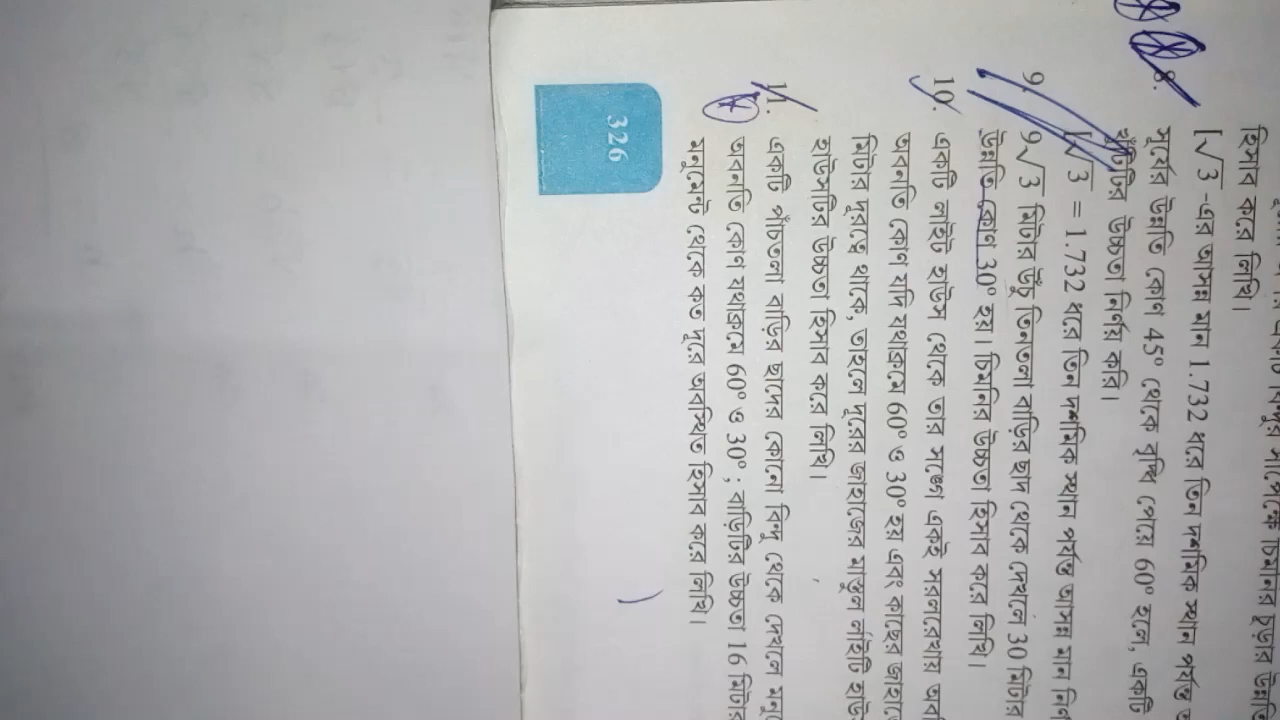 হিসাব করে লিখি।
[√3 -এর আসন্ন মান 1.732 ধরে তিন দশমিক স্থান পর্যন্ত
8. সূর্যের উন্নতি কোণ 45° থেকে বৃদ্ধি পেয়ে 60° হলে, একটি
খুঁটিটির উচ্চতা নির্ণয় করি।
[√3 = 1.732 ধরে তিন দশমিক স্থান পর্যন্ত আসন্ন মান
9. 9√3 মিটার উঁচু তিনতলা বাড়ির ছাদ থেকে দেখলে 30 মিটার
উন্নতি কোণ 30° হয়। চিমনির উচ্চতা হিসাব করে লিখি।
10. একটি লাইট হাউস থেকে তার সঙ্গে একই সরলরেখায়
অবনতি কোণ যদি যথাক্রমে 60° ও 30° হয় এবং কাছের
মিটার দূরত্বে থাকে, তাহলে দূরের জাহাজের মাস্তুল লাইট
হাউসটির উচ্চতা হিসাব করে লিখি।
11. একটি পাঁচতলা বাড়ির ছাদের কোনো বিন্দু থেকে দেখলে
অবনতি কোণ যথাক্রমে 60° ও 30° ; বাড়িটির উচ্চতা 16 মিটার
মনুমেন্ট থেকে কত দূরে অবস্থিত হিসাব করে লিখি।
326